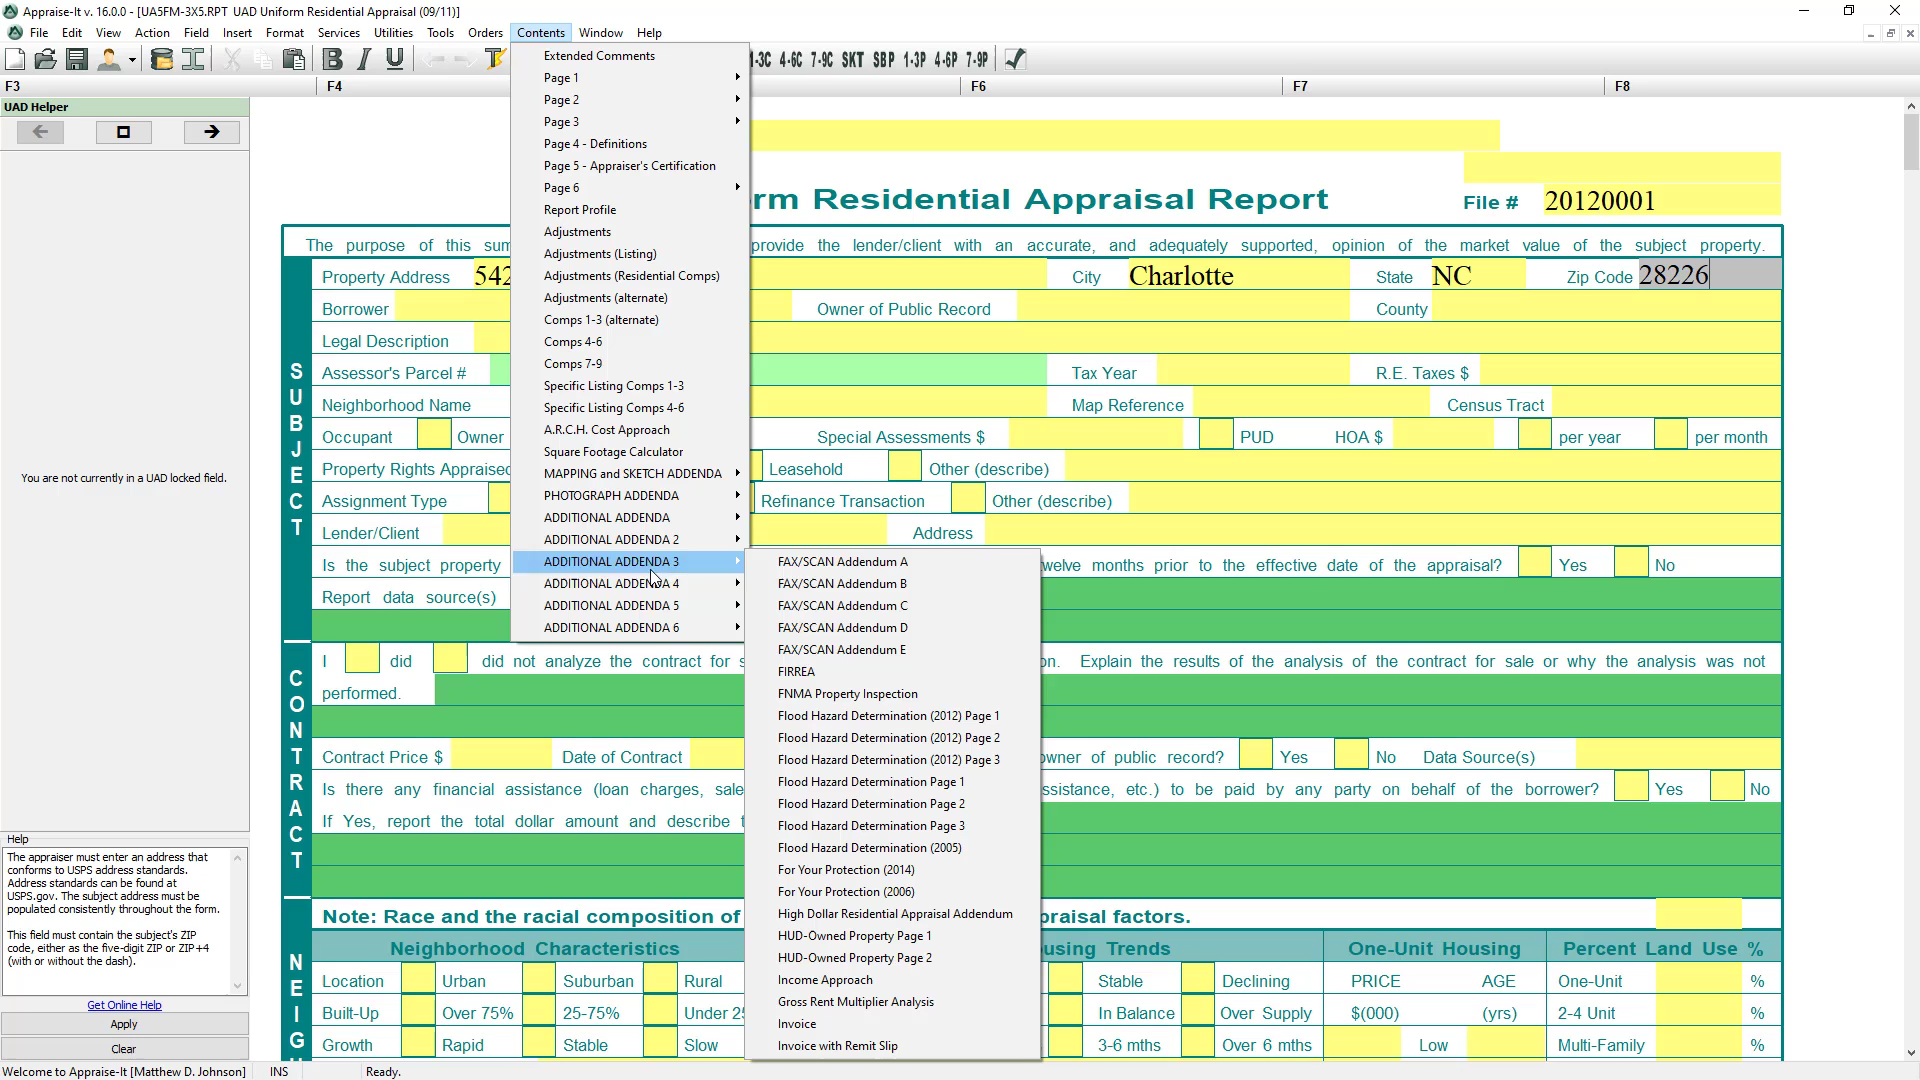 Appraise-It v. 16.0.0 - [UA5FM-3X5.RPT UAD Uniform Residential Appraisal (09/11)]
File Edit View Action Field Insert Format Services Utilities Tools Orders Contents Window Help
B I U 1-3C 4-6C 7-9C SKT SBP 1-3P 4-6P 7-9P
F3 F4 F6 F7 F8
UAD Helper
You are not currently in a UAD locked field.
Help
The appraiser must enter an address that
conforms to USPS address standards.
Address standards can be found at
USPS.gov. The subject address must be
populated consistently throughout the form.
This field must contain the subject's ZIP
code, either as the five-digit ZIP or ZIP+4
(with or without the dash).
Get Online Help
Apply
Clear
Extended Comments
Page 1
Page 2
Page 3
Page 4 - Definitions
Page 5 - Appraiser's Certification
Page 6
Report Profile
Adjustments
Adjustments (Listing)
Adjustments (Residential Comps)
Adjustments (alternate)
Comps 1-3 (alternate)
Comps 4-6
Comps 7-9
Specific Listing Comps 1-3
Specific Listing Comps 4-6
A.R.C.H. Cost Approach
Square Footage Calculator
MAPPING and SKETCH ADDENDA
PHOTOGRAPH ADDENDA
ADDITIONAL ADDENDA
ADDITIONAL ADDENDA 2
ADDITIONAL ADDENDA 3
ADDITIONAL ADDENDA 4
ADDITIONAL ADDENDA 5
ADDITIONAL ADDENDA 6
FAX/SCAN Addendum A
FAX/SCAN Addendum B
FAX/SCAN Addendum C
FAX/SCAN Addendum D
FAX/SCAN Addendum E
FIRREA
FNMA Property Inspection
Flood Hazard Determination (2012) Page 1
Flood Hazard Determination (2012) Page 2
Flood Hazard Determination (2012) Page 3
Flood Hazard Determination Page 1
Flood Hazard Determination Page 2
Flood Hazard Determination Page 3
Flood Hazard Determination (2005)
For Your Protection (2014)
For Your Protection (2006)
High Dollar Residential Appraisal Addendum
HUD-Owned Property Page 1
HUD-Owned Property Page 2
Income Approach
Gross Rent Multiplier Analysis
Invoice
Invoice with Remit Slip
rm Residential Appraisal Report File # 20120001
The purpose of this sum provide the lender/client with an accurate, and adequately supported, opinion of the market value of the subject property.
SUBJECT
Property Address 542 City Charlotte State NC Zip Code 28226
Borrower Owner of Public Record County
Legal Description
Assessor's Parcel # Tax Year R.E. Taxes $
Neighborhood Name Map Reference Census Tract
Occupant Owner Special Assessments $ PUD HOA $ per year per month
Property Rights Appraised Leasehold Other (describe)
Assignment Type Refinance Transaction Other (describe)
Lender/Client Address
Is the subject property twelve months prior to the effective date of the appraisal? Yes No
Report data source(s)
CONTRACT
I did did not analyze the contract for s on. Explain the results of the analysis of the contract for sale or why the analysis was not
performed.
Contract Price $ Date of Contract owner of public record? Yes No Data Source(s)
Is there any financial assistance (loan charges, sale ssistance, etc.) to be paid by any party on behalf of the borrower? Yes No
If Yes, report the total dollar amount and describe t
NEIG
Note: Race and the racial composition of praisal factors.
Neighborhood Characteristics using Trends One-Unit Housing Percent Land Use %
Location Urban Suburban Rural Stable Declining PRICE AGE One-Unit %
Built-Up Over 75% 25-75% Under 25 In Balance Over Supply $(000) (yrs) 2-4 Unit %
Growth Rapid Stable Slow 3-6 mths Over 6 mths Low Multi-Family %
Welcome to Appraise-It [Matthew D. Johnson] INS Ready.